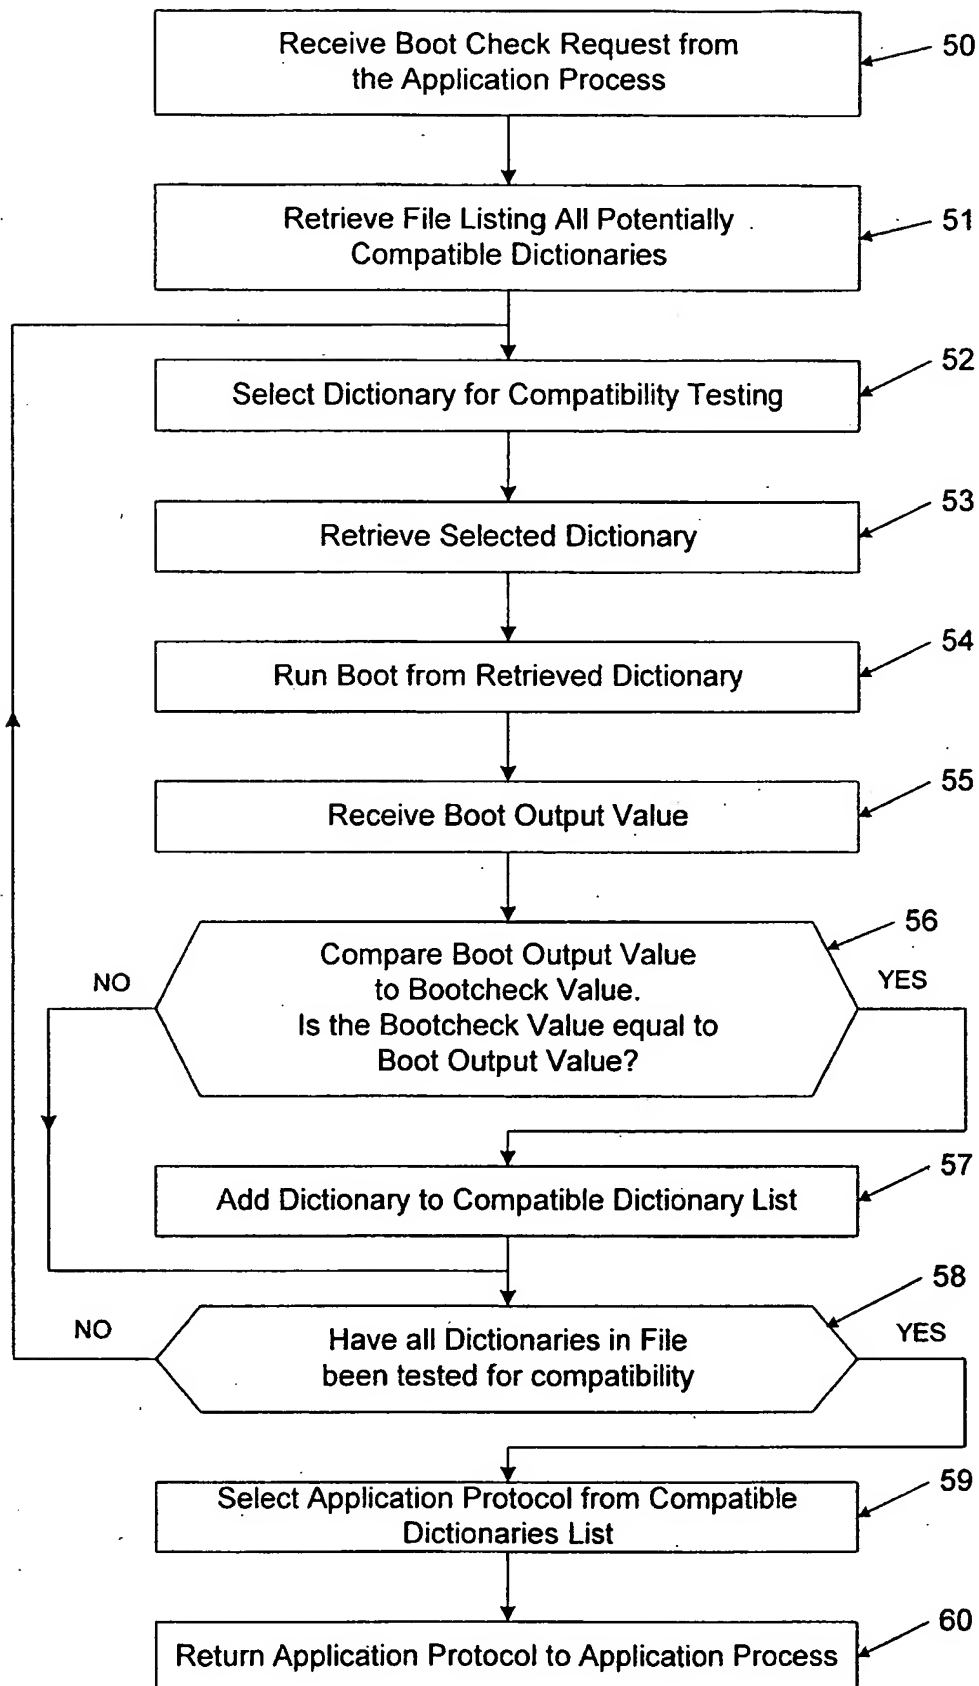 Receive Boot Check Request from
the Application Process
50
Retrieve File Listing All Potentially
Compatible Dictionaries
51
Select Dictionary for Compatibility Testing
52
Retrieve Selected Dictionary
53
Run Boot from Retrieved Dictionary
54
Receive Boot Output Value
55
Compare Boot Output Value
to Bootcheck Value.
Is the Bootcheck Value equal to
Boot Output Value?
56
NO
YES
Add Dictionary to Compatible Dictionary List
57
Have all Dictionaries in File
been tested for compatibility
58
NO
YES
Select Application Protocol from Compatible
Dictionaries List
59
Return Application Protocol to Application Process
60